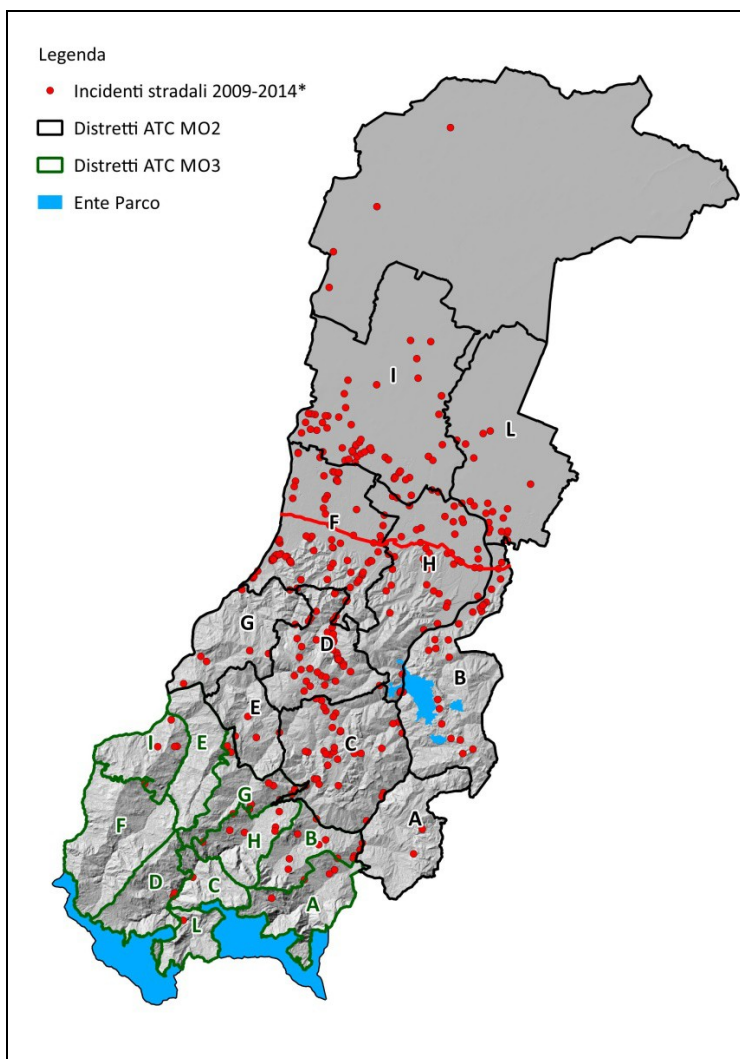 Legenda
Incidenti stradali 2009-2014*
Distretti ATC MO2
Distretti ATC MO3
Ente Parco
I
L
F
H
G
D
B
E
C
I
E
G
A
F
H
B
D
C
A
L